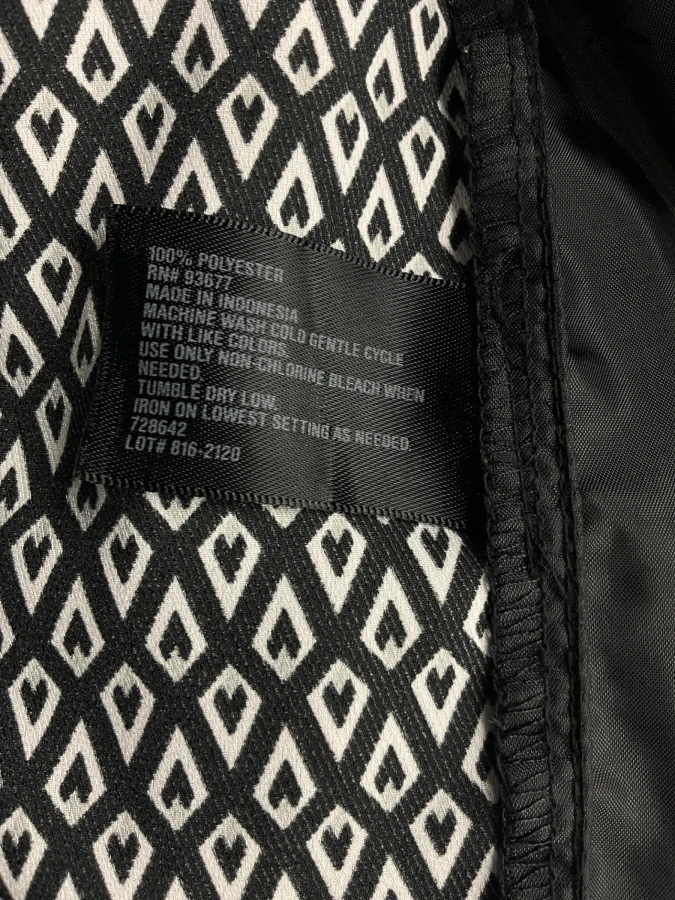 100% POLYESTER
RN# 93677
MADE IN INDONESIA
MACHINE WASH COLD GENTLE CYCLE
WITH LIKE COLORS.
USE ONLY NON-CHLORINE BLEACH WHEN
NEEDED.
TUMBLE DRY LOW.
IRON ON LOWEST SETTING AS NEEDED.
728642
LOT# 816-2120